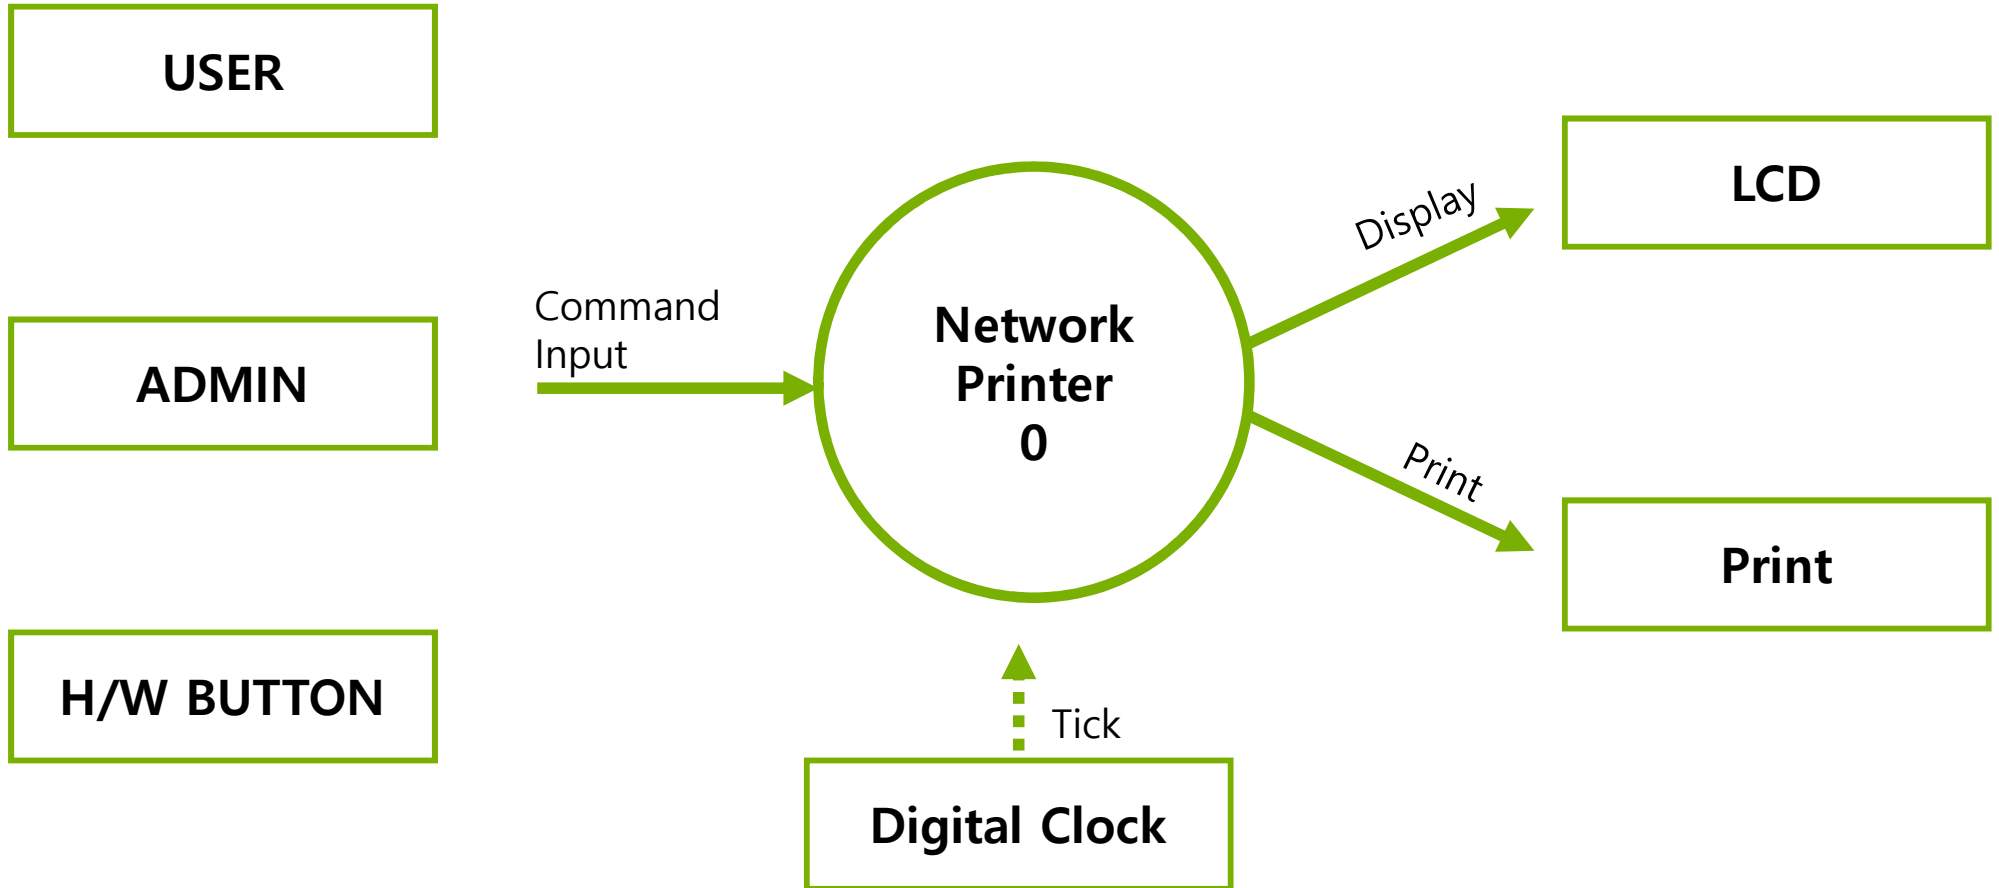 USER
ADMIN
H/W BUTTON
Command
Input
Network
Printer
0
Tick
Digital Clock
Display
Print
LCD
Print